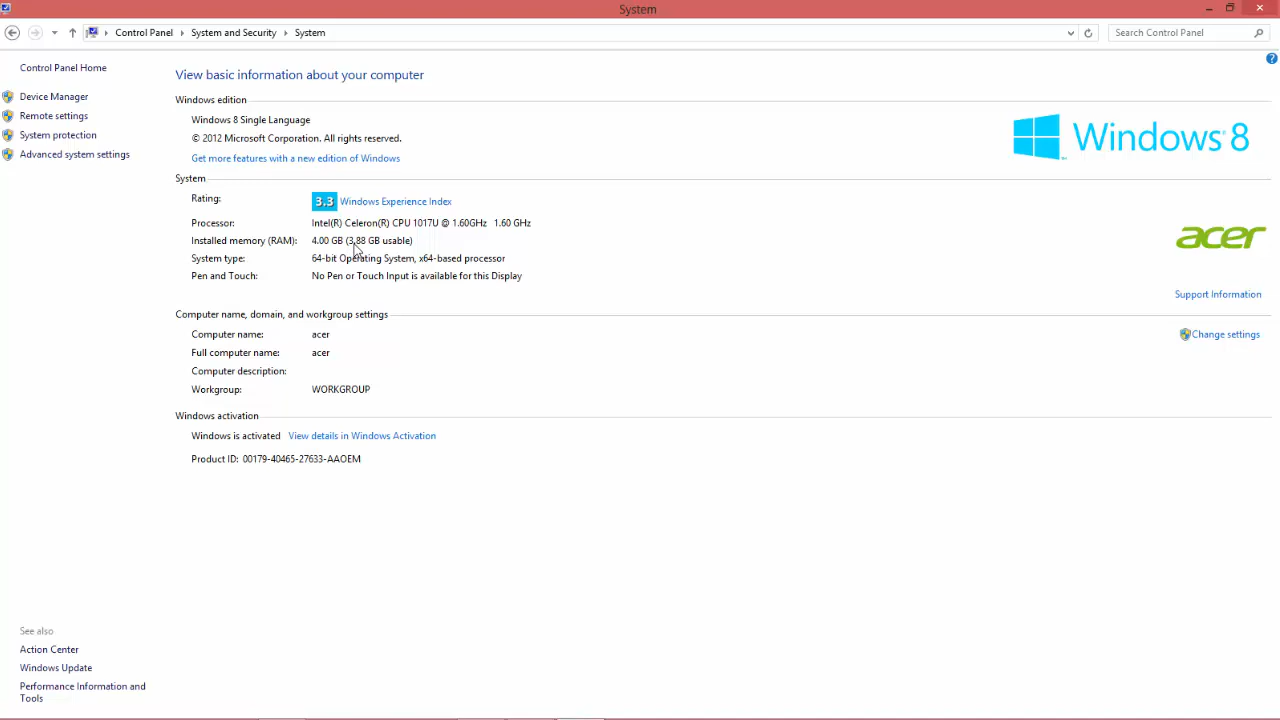 System
Control Panel System and Security System
Search Control Panel
Control Panel Home
Device Manager
Remote settings
System protection
Advanced system settings
View basic information about your computer
Windows edition
Windows 8 Single Language
© 2012 Microsoft Corporation. All rights reserved.
Get more features with a new edition of Windows
Windows 8
System
Rating: 3.3 Windows Experience Index
Processor: Intel(R) Celeron(R) CPU 1017U @ 1.60GHz 1.60 GHz
Installed memory (RAM): 4.00 GB (3.88 GB usable)
System type: 64-bit Operating System, x64-based processor
Pen and Touch: No Pen or Touch Input is available for this Display
acer
Support Information
Computer name, domain, and workgroup settings
Computer name: acer
Full computer name: acer
Computer description:
Workgroup: WORKGROUP
Change settings
Windows activation
Windows is activated View details in Windows Activation
Product ID: 00179-40465-27633-AAOEM
See also
Action Center
Windows Update
Performance Information and
Tools